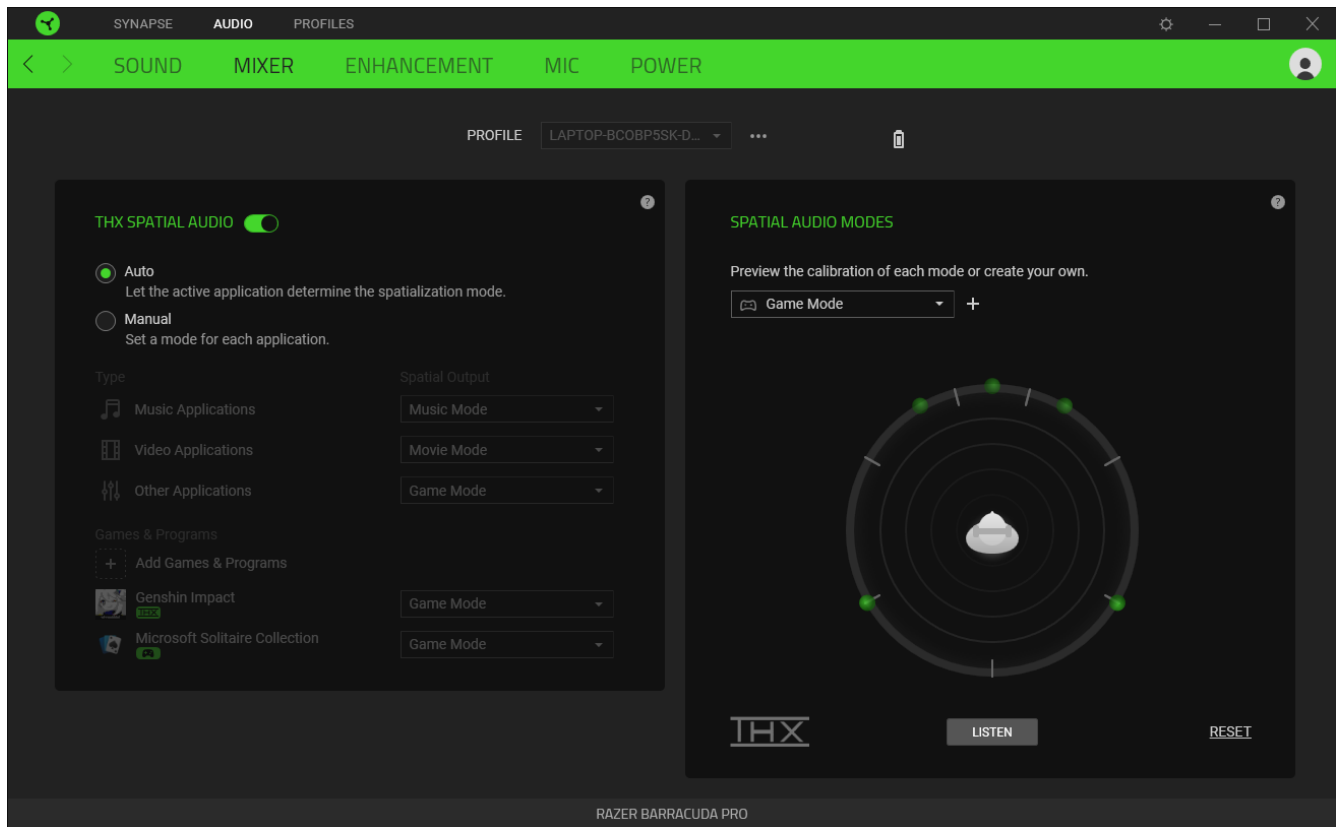 SYNAPSE AUDIO PROFILES
SOUND MIXER ENHANCEMENT MIC POWER
PROFILE LAPTOP-BCOBP5SK-D...
THX SPATIAL AUDIO
Auto
Let the active application determine the spatialization mode.
Manual
Set a mode for each application.
Type Spatial Output
Music Applications Music Mode
Video Applications Movie Mode
Other Applications Game Mode
Games & Programs
Add Games & Programs
Genshin Impact Game Mode
THX
Microsoft Solitaire Collection Game Mode
SPATIAL AUDIO MODES
Preview the calibration of each mode or create your own.
Game Mode
THX
LISTEN
RESET
RAZER BARRACUDA PRO